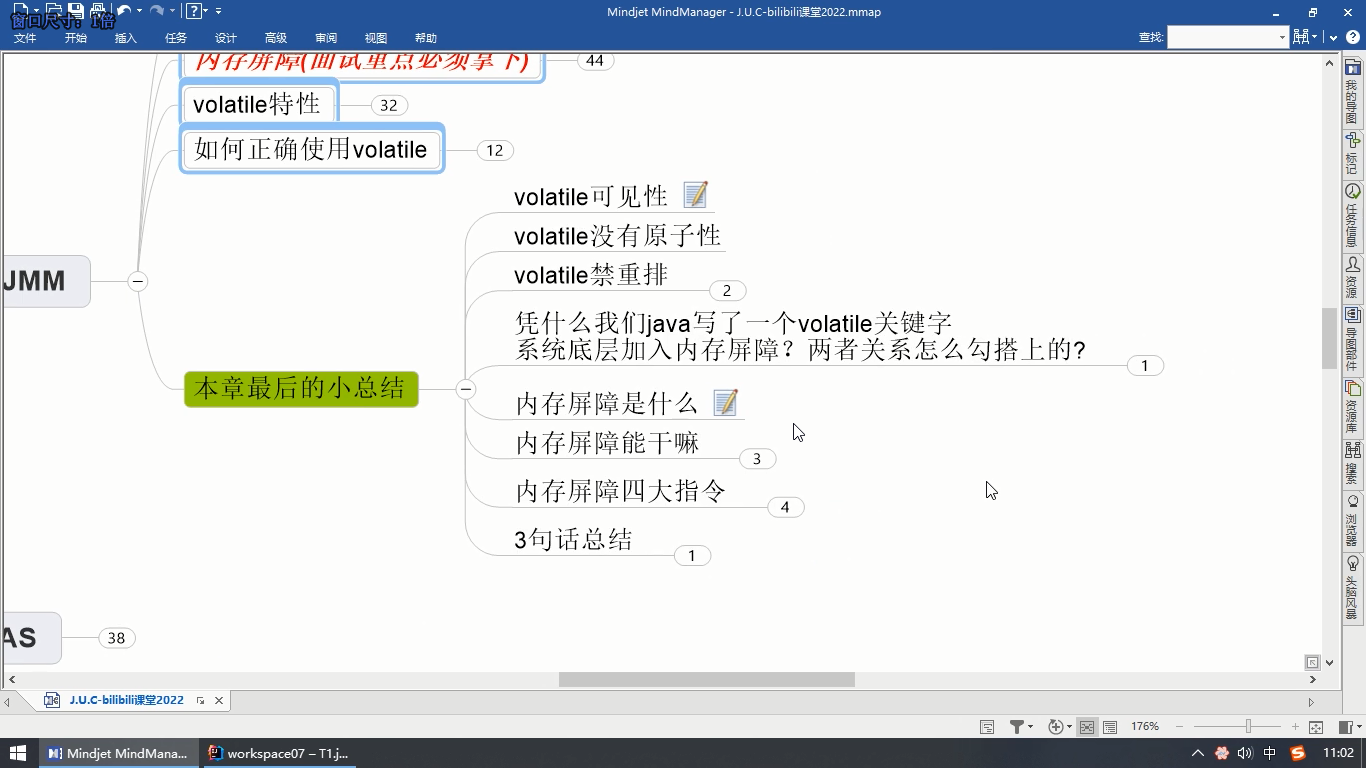 Mindjet MindManager - J.U.C-bilibili课堂2022.mmap
窗口尺寸: 1倍
文件 开始 插入 任务 设计 高级 审阅 视图 帮助
查找:
内存屏障(面试重点必须拿下)
44
volatile特性
32
如何正确使用volatile
12
JMM
本章最后的小总结
volatile可见性
volatile没有原子性
volatile禁重排
2
凭什么我们java写了一个volatile关键字
系统底层加入内存屏障？两者关系怎么勾搭上的?
1
内存屏障是什么
内存屏障能干嘛
3
内存屏障四大指令
4
3句话总结
1
AS
38
我的导图
标记
任务信息
资源
导图部件
资源库
搜索
浏览器
头脑风暴
J.U.C-bilibili课堂2022
176%
Mindjet MindMana...
workspace07 – T1.j...
中
11:02